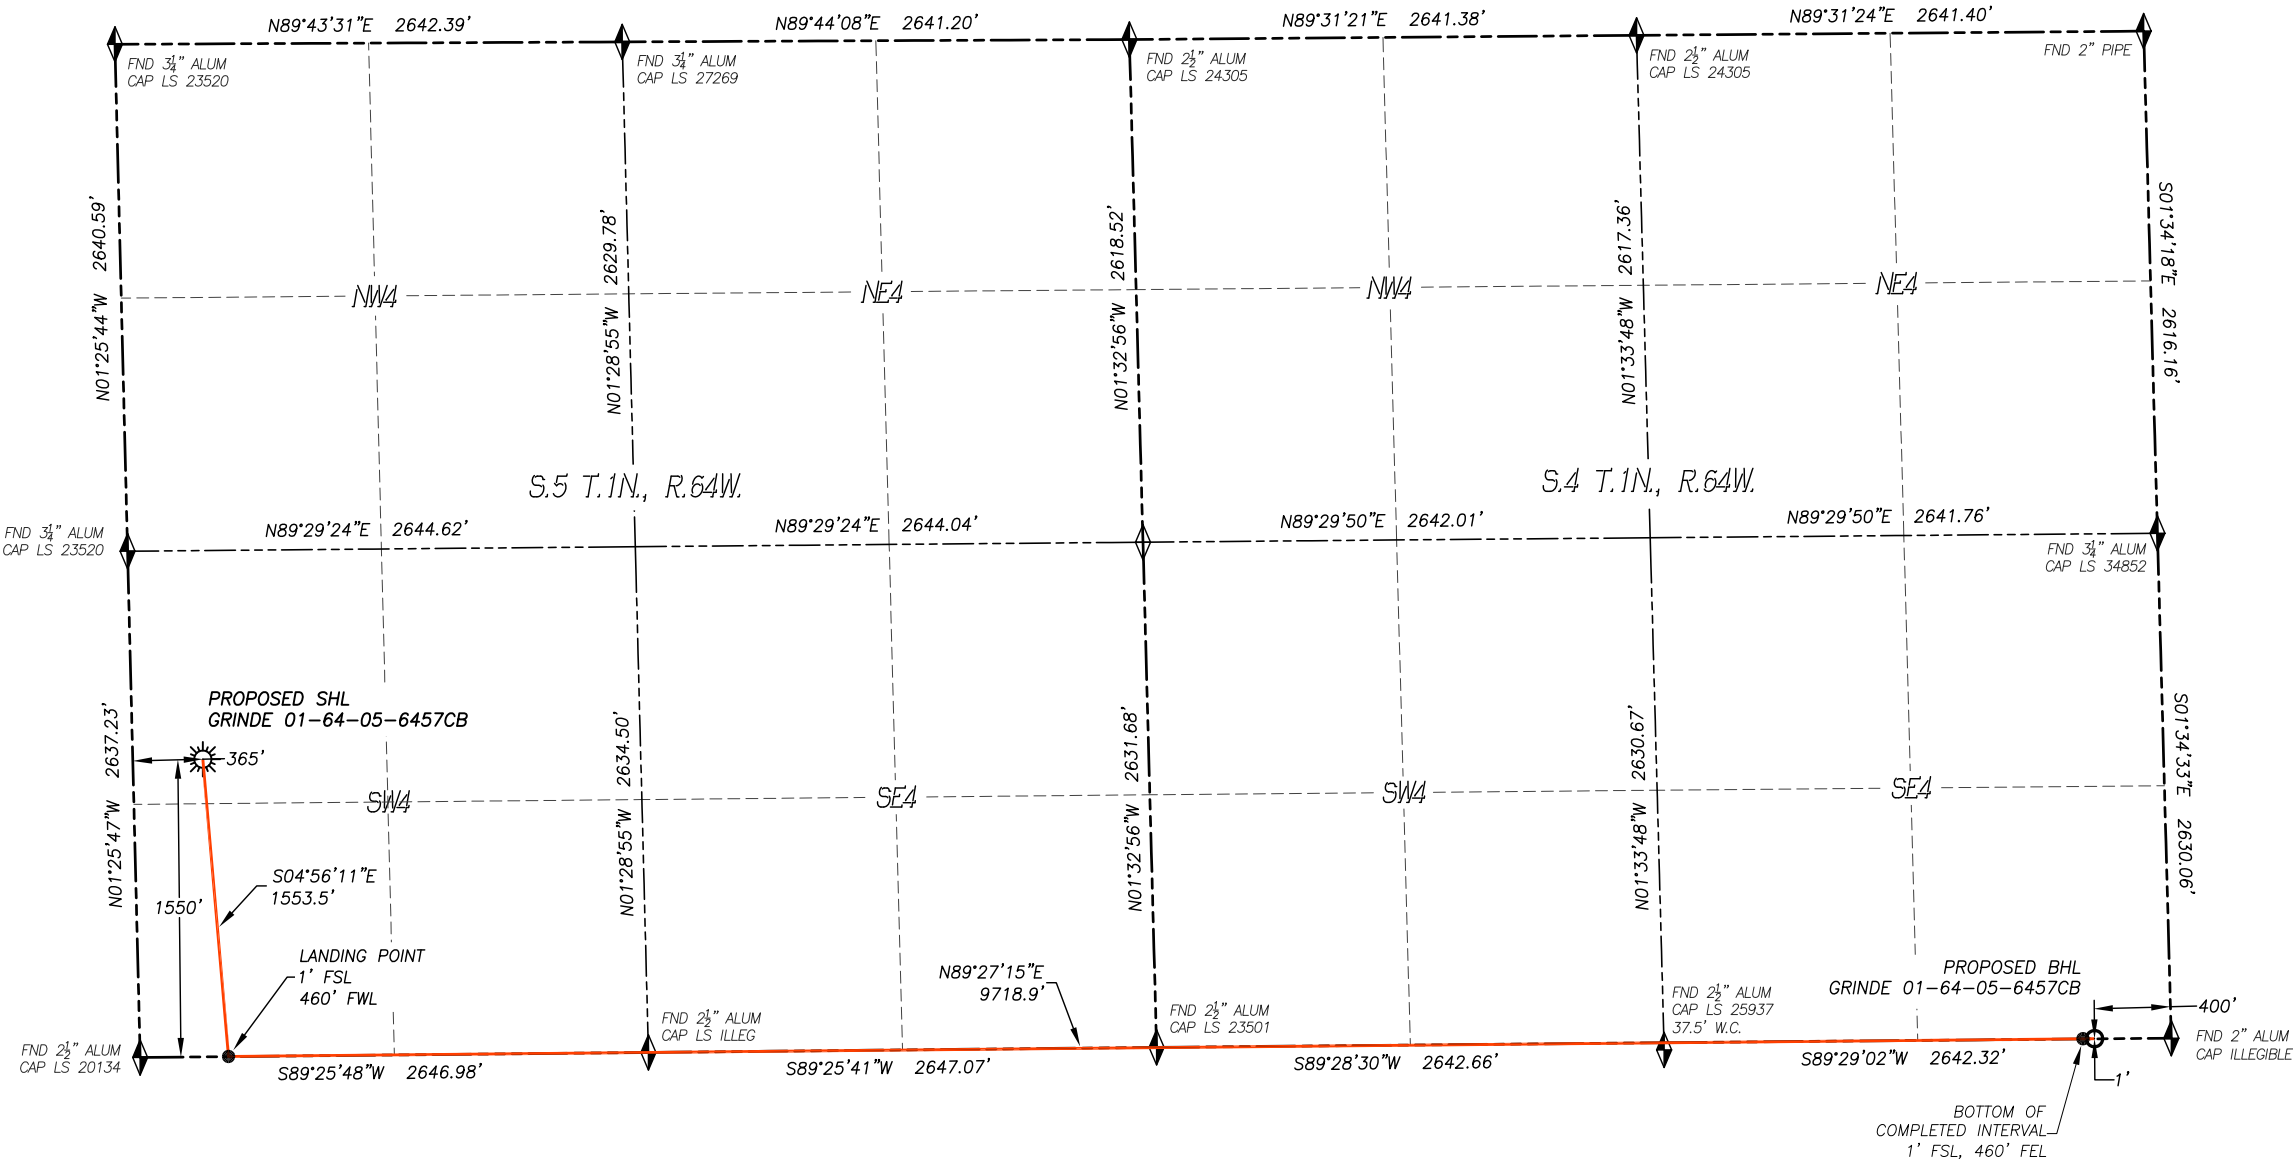 N89°43'31"E 2642.39'
N89°44'08"E 2641.20'
N89°31'21"E 2641.38'
N89°31'24"E 2641.40'
FND 3¼" ALUM
CAP LS 23520
FND 3¼" ALUM
CAP LS 27269
FND 2½" ALUM
CAP LS 24305
FND 2½" ALUM
CAP LS 24305
FND 2" PIPE
N01°25'44"W 2640.59'
N01°28'55"W 2629.78'
N01°32'56"W 2618.52'
N01°33'48"W 2617.36'
S01°34'18"E 2616.16'
NW4
NE4
NW4
NE4
S.5 T.1N., R.64W.
S.4 T.1N., R.64W.
FND 3¼" ALUM
CAP LS 23520
N89°29'24"E 2644.62'
N89°29'24"E 2644.04'
N89°29'50"E 2642.01'
N89°29'50"E 2641.76'
FND 3¼" ALUM
CAP LS 34852
PROPOSED SHL
GRINDE 01-64-05-6457CB
365'
N01°25'47"W 2637.23'
N01°28'55"W 2634.50'
N01°32'56"W 2631.68'
N01°33'48"W 2630.67'
S01°34'33"E 2630.06'
SW4
SE4
SW4
SE4
1550'
S04°56'11"E
1553.5'
LANDING POINT
1' FSL
460' FWL
N89°27'15"E
9718.9'
PROPOSED BHL
GRINDE 01-64-05-6457CB
400'
FND 2½" ALUM
CAP LS 20134
FND 2½" ALUM
CAP LS ILLEG
FND 2½" ALUM
CAP LS 23501
FND 2½" ALUM
CAP LS 25937
37.5' W.C.
FND 2" ALUM
CAP ILLEGIBLE
S89°25'48"W 2646.98'
S89°25'41"W 2647.07'
S89°28'30"W 2642.66'
S89°29'02"W 2642.32'
1'
BOTTOM OF
COMPLETED INTERVAL
1' FSL, 460' FEL